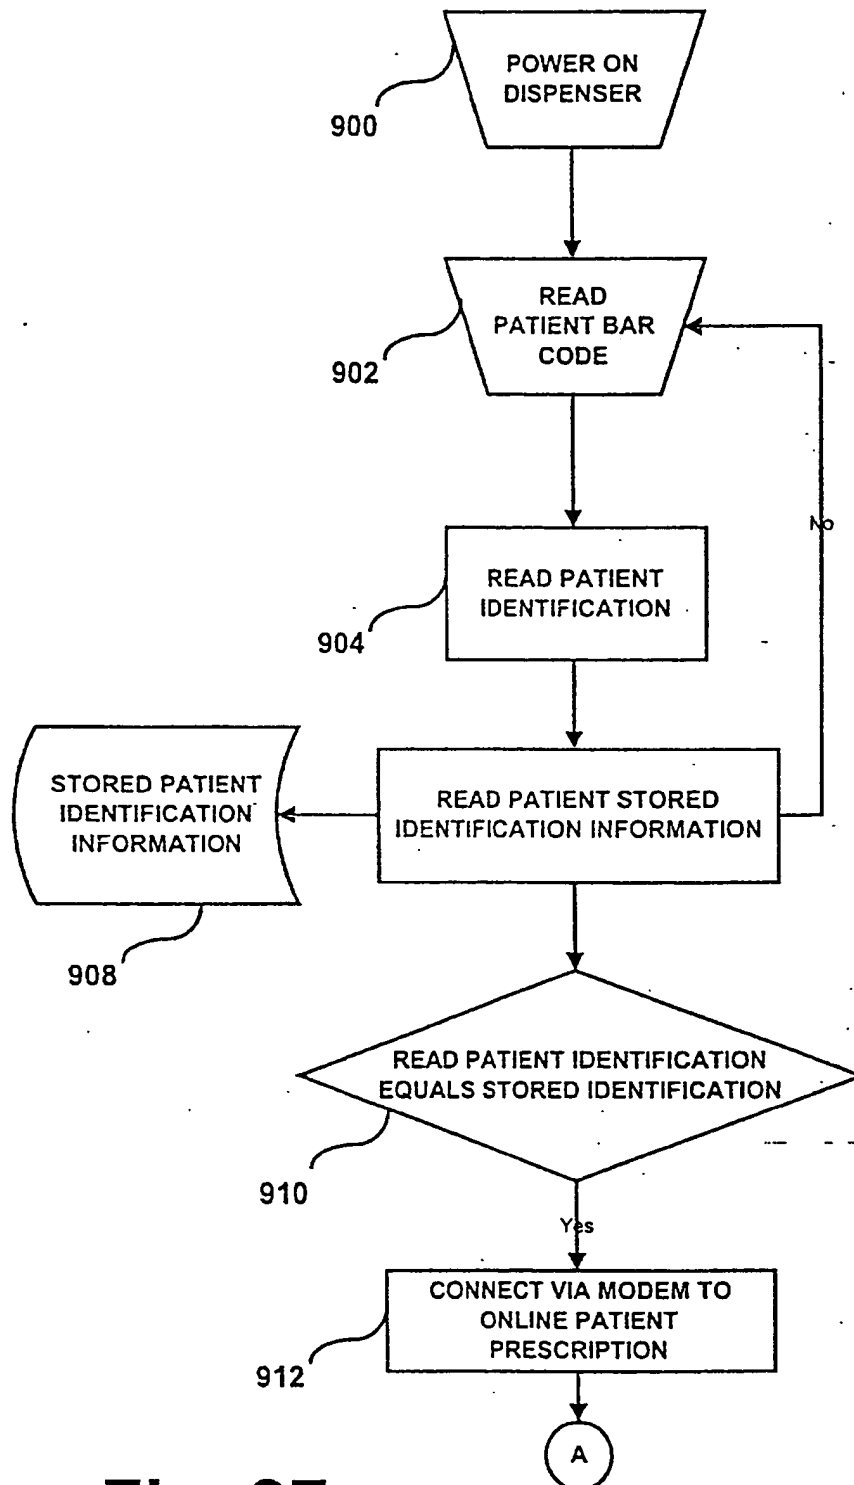 POWER ON
DISPENSER
900
READ
PATIENT BAR
CODE
902
No
READ PATIENT
IDENTIFICATION
904
STORED PATIENT
IDENTIFICATION
INFORMATION
READ PATIENT STORED
IDENTIFICATION INFORMATION
908
READ PATIENT IDENTIFICATION
EQUALS STORED IDENTIFICATION
910
Yes
CONNECT VIA MODEM TO
ONLINE PATIENT
PRESCRIPTION
912
A